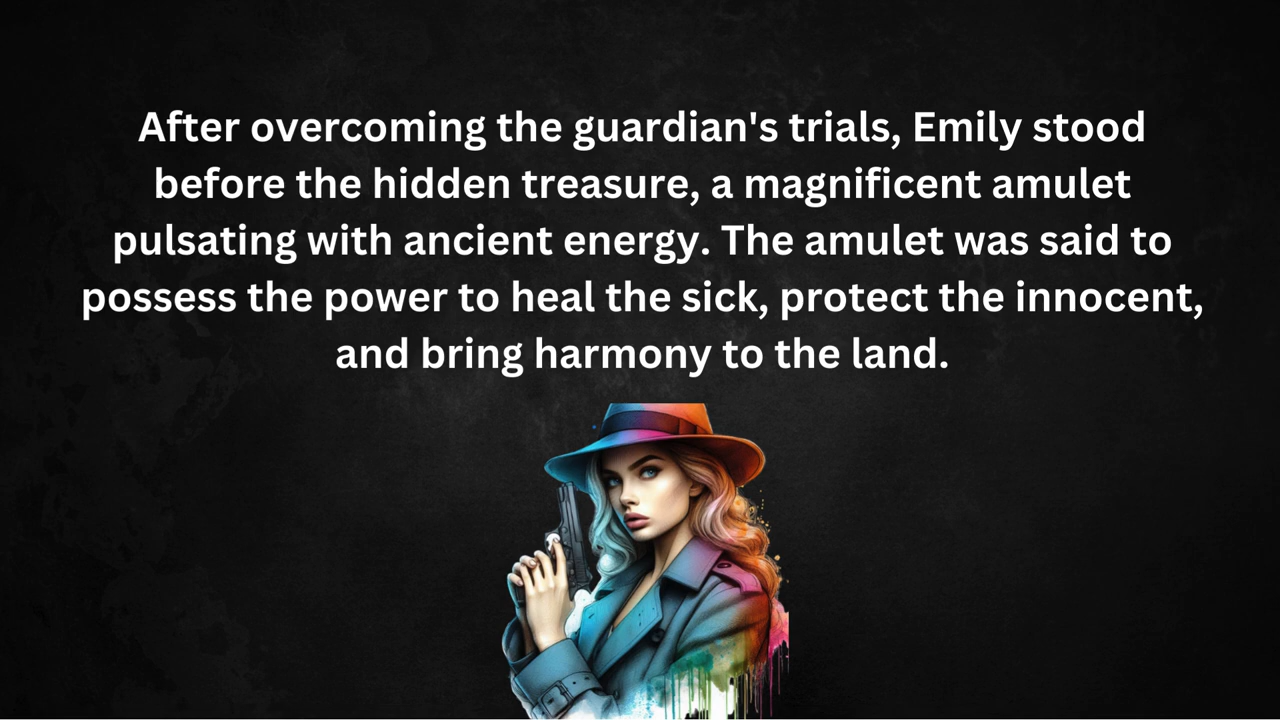 After overcoming the guardian's trials, Emily stood
before the hidden treasure, a magnificent amulet
pulsating with ancient energy. The amulet was said to
possess the power to heal the sick, protect the innocent,
and bring harmony to the land.